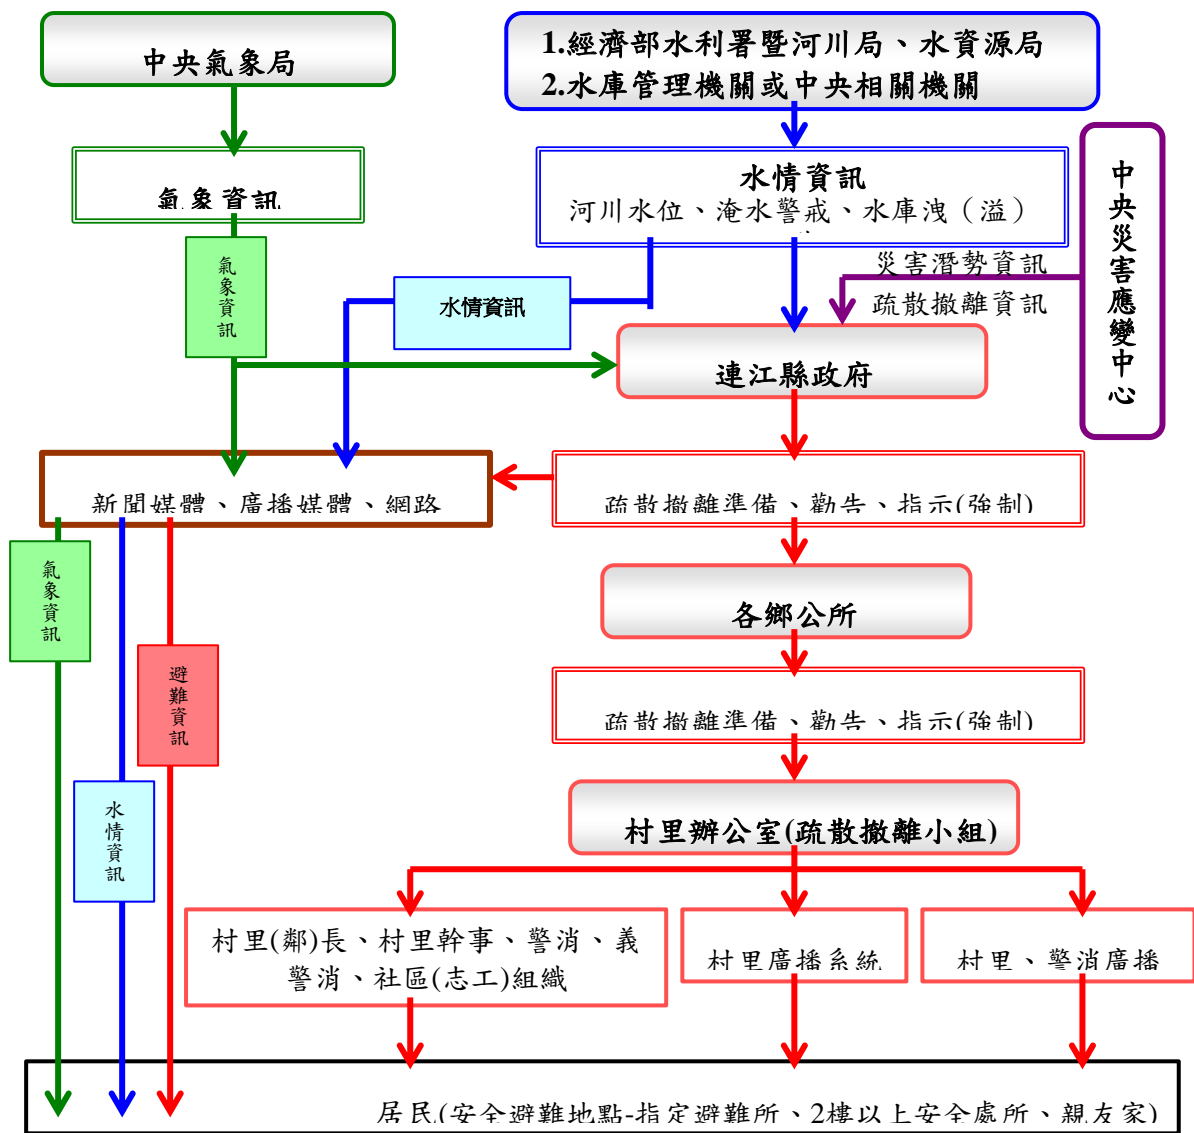 中央氣象局
1.經濟部水利署暨河川局、水資源局
2.水庫管理機關或中央相關機關
氣象資訊
水情資訊
河川水位、淹水警戒、水庫洩（溢）
中央災害應變中心
氣象資訊
水情資訊
災害潛勢資訊
疏散撤離資訊
連江縣政府
新聞媒體、廣播媒體、網路
疏散撤離準備、勸告、指示(強制)
氣象資訊
各鄉公所
避難資訊
疏散撤離準備、勸告、指示(強制)
水情資訊
村里辦公室(疏散撤離小組)
村里(鄰)長、村里幹事、警消、義
警消、社區(志工)組織
村里廣播系統
村里、警消廣播
居民(安全避難地點-指定避難所、2樓以上安全處所、親友家)